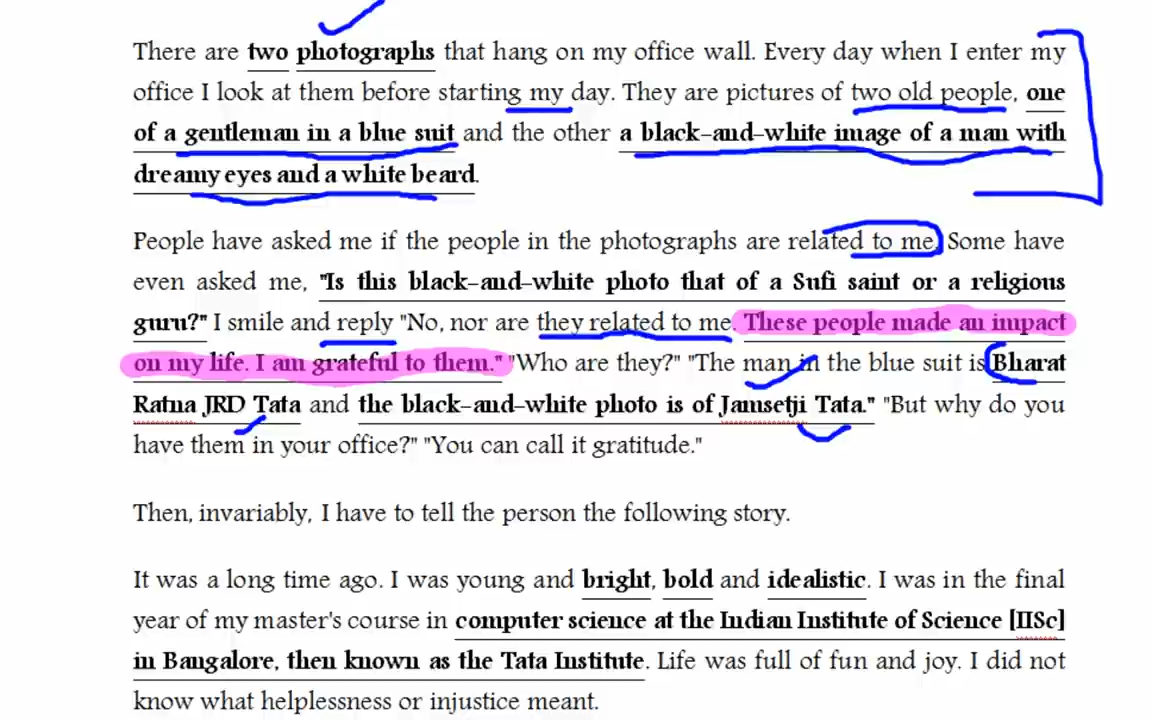 There are two photographs that hang on my office wall. Every day when I enter my
office I look at them before starting my day. They are pictures of two old people, one
of a gentleman in a blue suit and the other a black-and-white image of a man with
dreamy eyes and a white beard.
People have asked me if the people in the photographs are related to me. Some have
even asked me, "Is this black-and-white photo that of a Sufi saint or a religious
guru?" I smile and reply "No, nor are they related to me. These people made an impact
on my life. I am grateful to them." "Who are they?" "The man in the blue suit is Bharat
Ratna JRD Tata and the black-and-white photo is of Jamsetji Tata." "But why do you
have them in your office?" "You can call it gratitude."
Then, invariably, I have to tell the person the following story.
It was a long time ago. I was young and bright, bold and idealistic. I was in the final
year of my master's course in computer science at the Indian Institute of Science [IISc]
in Bangalore, then known as the Tata Institute. Life was full of fun and joy. I did not
know what helplessness or injustice meant.